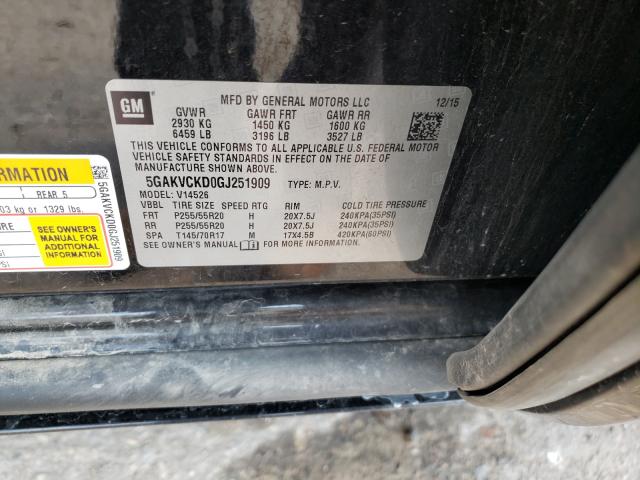 GM
MFD BY GENERAL MOTORS LLC
12/15
GVWR GAWR FRT GAWR RR
2930 KG 1450 KG 1600 KG
6459 LB 3196 LB 3527 LB
THIS VEHICLE CONFORMS TO ALL APPLICABLE U.S. FEDERAL MOTOR
VEHICLE SAFETY STANDARDS IN EFFECT ON THE DATE OF
MANUFACTURE SHOWN ABOVE.
5GAKVCKD0GJ251909 TYPE: M.P.V.
MODEL: V14526
VBBL TIRE SIZE SPEED RTG RIM COLD TIRE PRESSURE
FRT P255/55R20 H 20X7.5J 240KPA(35PSI)
RR P255/55R20 H 20X7.5J 240KPA(35PSI)
SPA T145/70R17 M 17X4.5B 420KPA(60PSI)
SEE OWNER'S MANUAL FOR MORE INFORMATION.
REAR 5
03 kg or 1329 lbs.
SEE OWNER'S
MANUAL FOR
ADDITIONAL
INFORMATION
5GAKVCKD0GJ251909